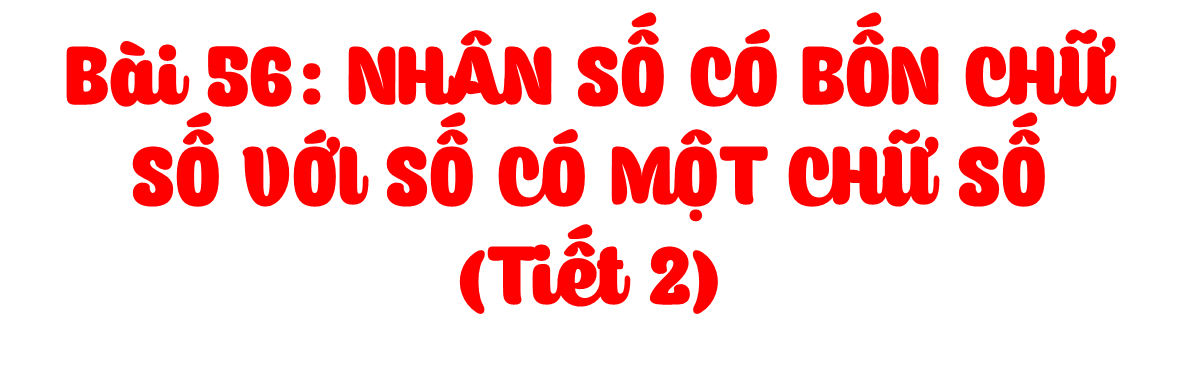 Bài 56: NHÂN SỐ CÓ BỐN CHỮ
SỐ VỚI SỐ CÓ MỘT CHỮ SỐ
(Tiết 2)